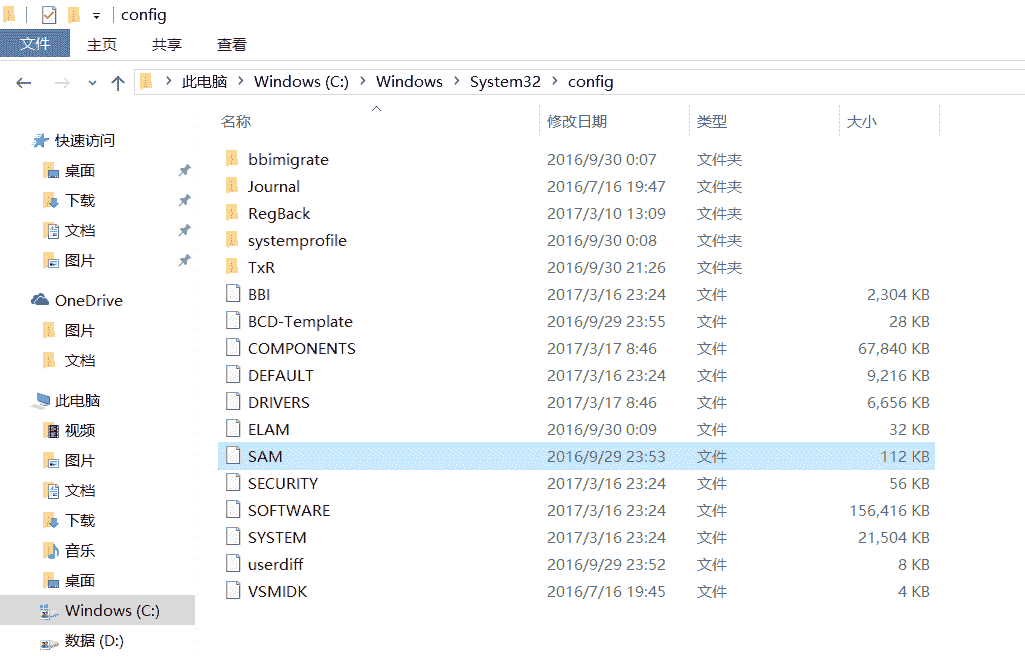 config
文件 主页 共享 查看
此电脑 Windows (C:) Windows System32 config
名称 修改日期 类型 大小
快速访问
桌面
下载
文档
图片
OneDrive
图片
文档
此电脑
视频
图片
文档
下载
音乐
桌面
Windows (C:)
数据 (D:)
bbimigrate 2016/9/30 0:07 文件夹
Journal 2016/7/16 19:47 文件夹
RegBack 2017/3/10 13:09 文件夹
systemprofile 2016/9/30 0:08 文件夹
TxR 2016/9/30 21:26 文件夹
BBI 2017/3/16 23:24 文件 2,304 KB
BCD-Template 2016/9/29 23:55 文件 28 KB
COMPONENTS 2017/3/17 8:46 文件 67,840 KB
DEFAULT 2017/3/16 23:24 文件 9,216 KB
DRIVERS 2017/3/17 8:46 文件 6,656 KB
ELAM 2016/9/30 0:09 文件 32 KB
SAM 2016/9/29 23:53 文件 112 KB
SECURITY 2017/3/16 23:24 文件 56 KB
SOFTWARE 2017/3/16 23:24 文件 156,416 KB
SYSTEM 2017/3/16 23:24 文件 21,504 KB
userdiff 2016/9/29 23:52 文件 8 KB
VSMIDK 2016/7/16 19:45 文件 4 KB